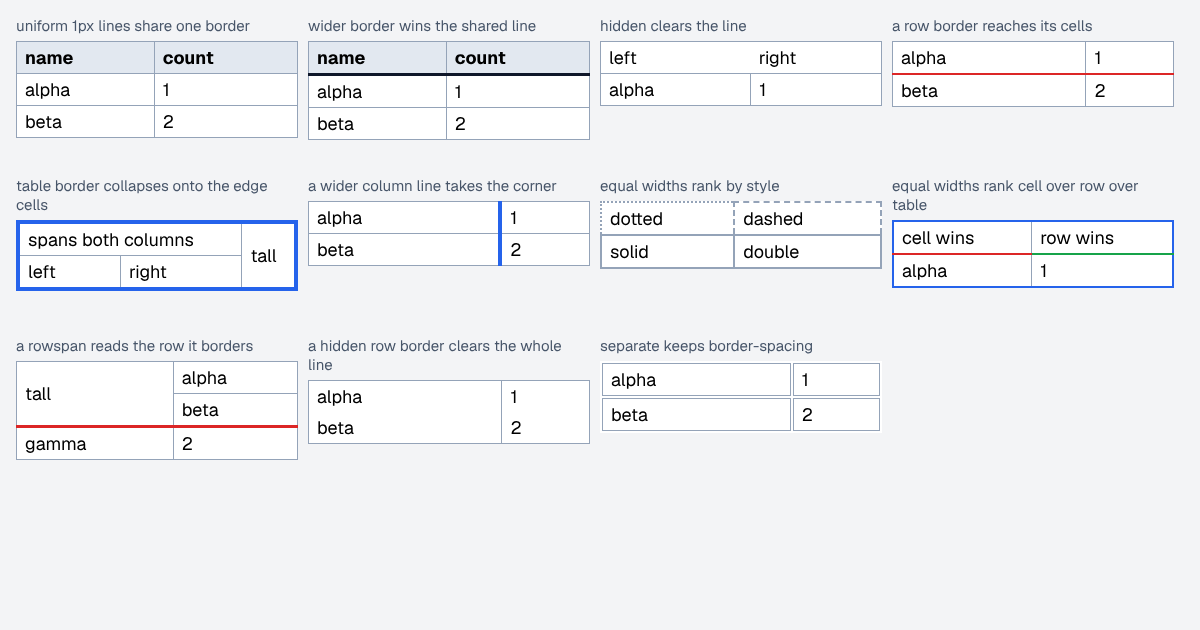 uniform 1px lines share one border
name count
alpha 1
beta 2
wider border wins the shared line
name count
alpha 1
beta 2
hidden clears the line
left right
alpha 1
a row border reaches its cells
alpha 1
beta 2
table border collapses onto the edge
cells
spans both columns
tall
left right
a wider column line takes the corner
alpha 1
beta 2
equal widths rank by style
dotted dashed
solid double
equal widths rank cell over row over
table
cell wins row wins
alpha 1
a rowspan reads the row it borders
alpha
tall
beta
gamma 2
a hidden row border clears the whole
line
alpha 1
beta 2
separate keeps border-spacing
alpha 1
beta 2